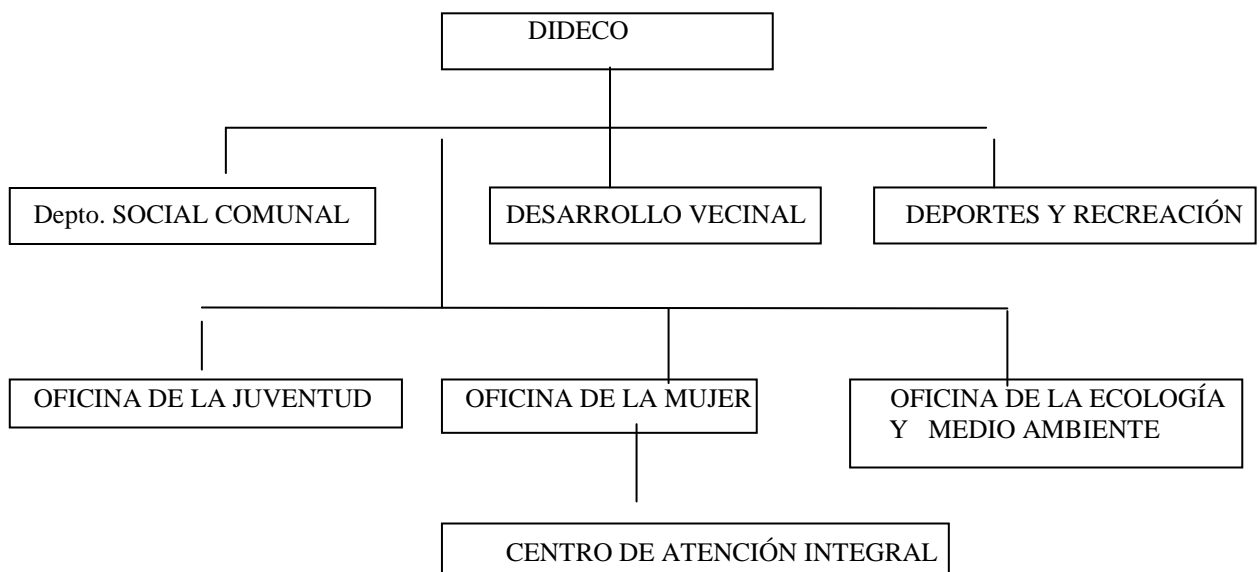 DIDECO
Depto. SOCIAL COMUNAL
DESARROLLO VECINAL
DEPORTES Y RECREACIÓN
OFICINA DE LA JUVENTUD
OFICINA DE LA MUJER
OFICINA DE LA ECOLOGÍA
Y MEDIO AMBIENTE
CENTRO DE ATENCIÓN INTEGRAL